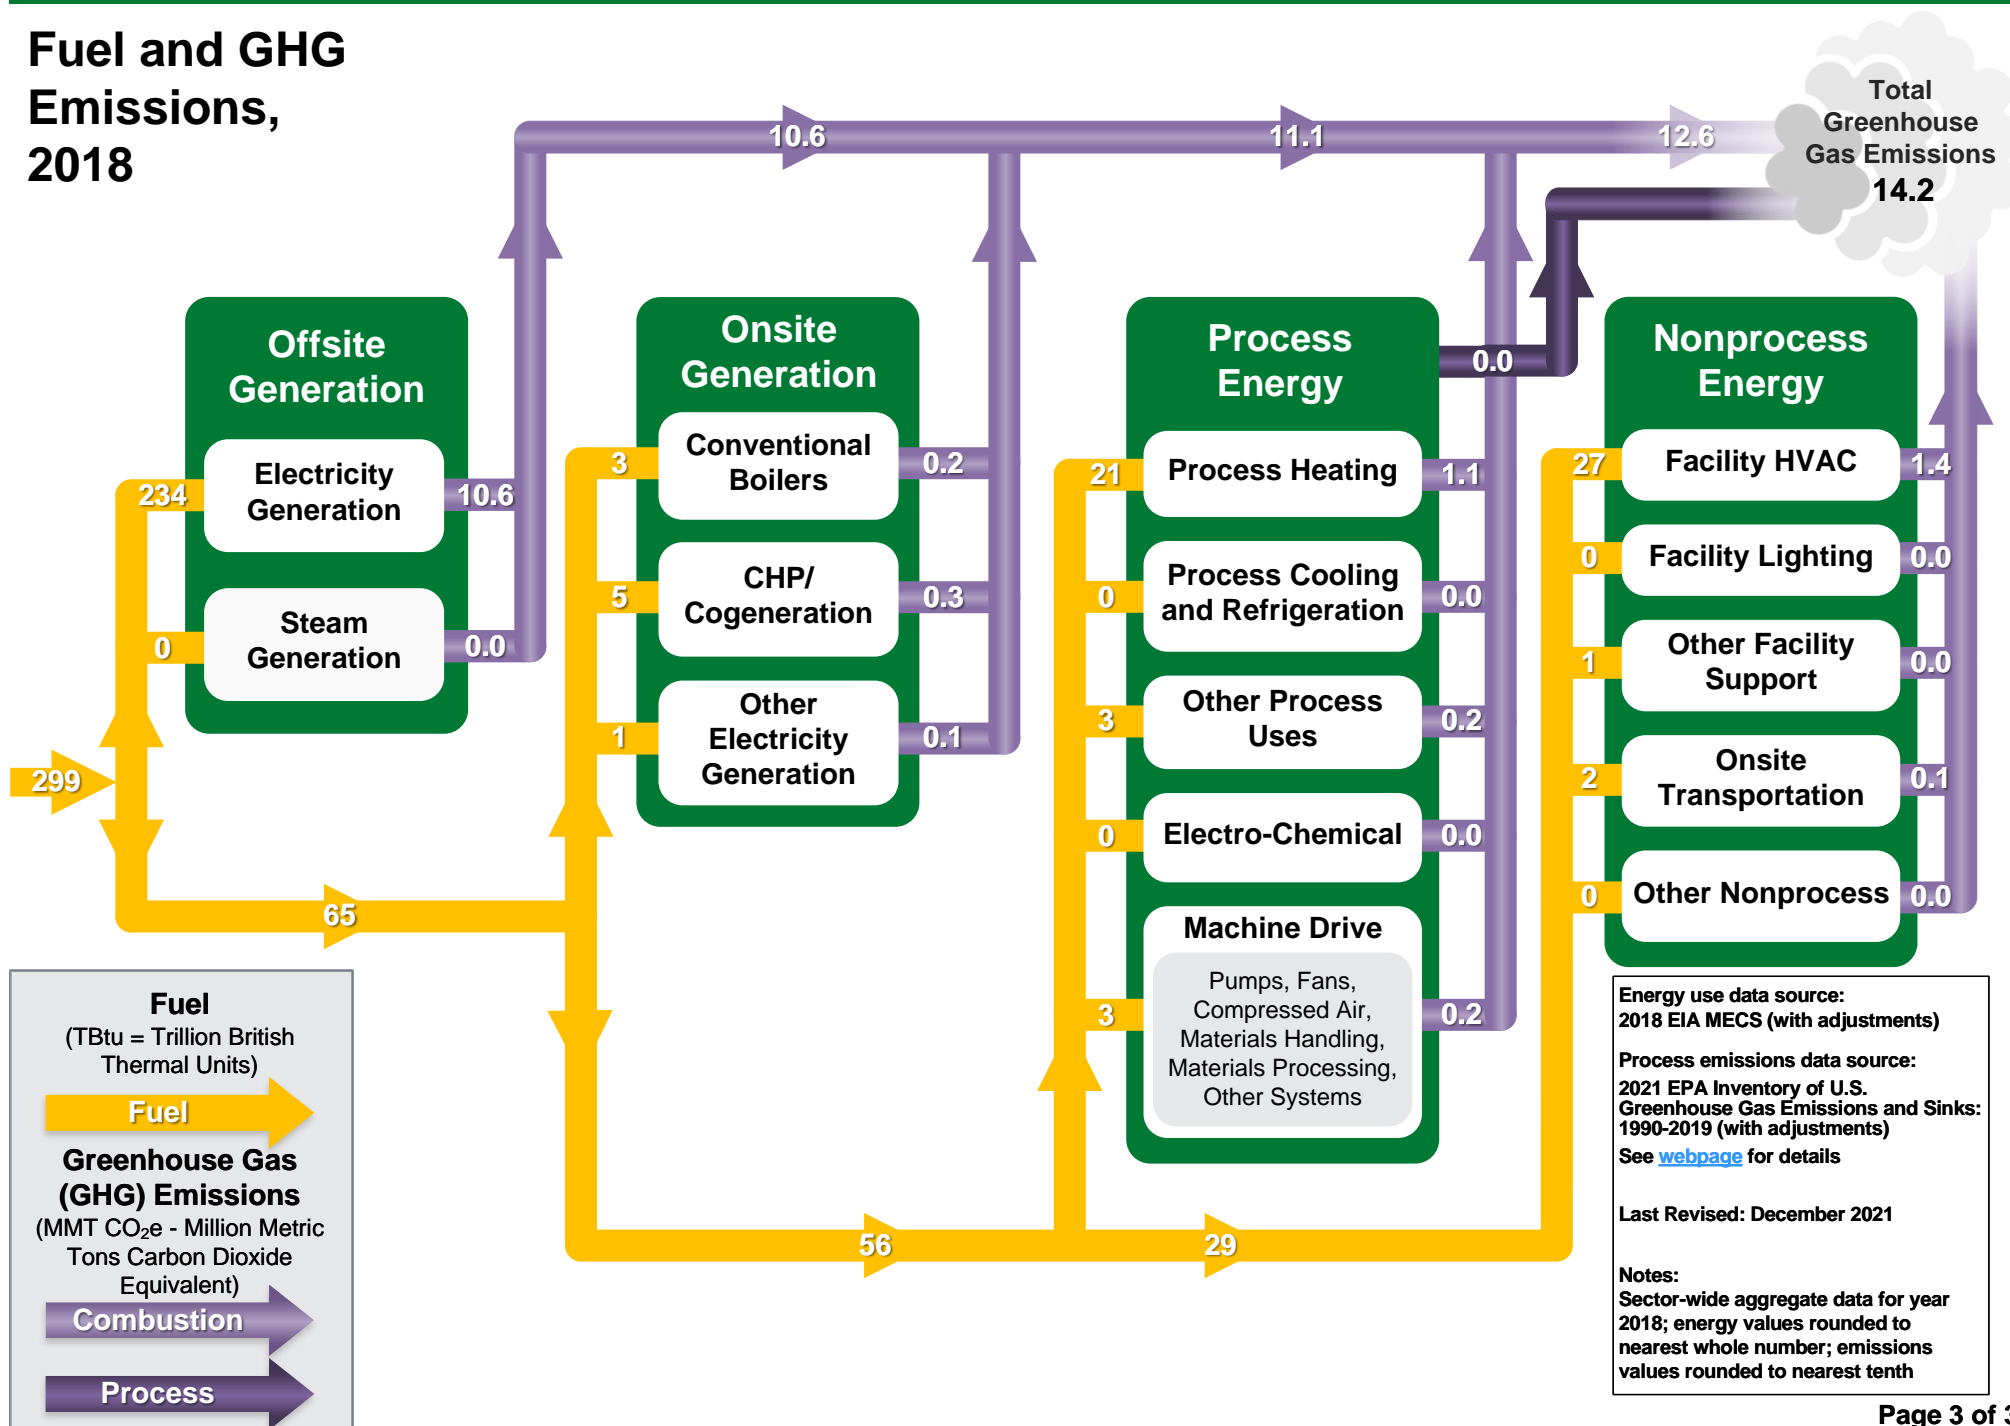 Fuel and GHG
Emissions,
2018
10.6
11.1
12.6
Total
Greenhouse
Gas Emissions
14.2
299
234
0
65
Offsite
Generation
Electricity
Generation
10.6
Steam
Generation
0.0
3
5
1
Onsite
Generation
Conventional
Boilers
0.2
CHP/
Cogeneration
0.3
Other
Electricity
Generation
0.1
56
29
21
0
3
0
3
Process
Energy
0.0
Process Heating
1.1
Process Cooling
and Refrigeration
0.0
Other Process
Uses
0.2
Electro-Chemical
0.0
Machine Drive
Pumps, Fans,
Compressed Air,
Materials Handling,
Materials Processing,
Other Systems
0.2
27
0
1
2
0
Nonprocess
Energy
Facility HVAC
1.4
Facility Lighting
0.0
Other Facility
Support
0.0
Onsite
Transportation
0.1
Other Nonprocess
0.0
Fuel
(TBtu = Trillion British
Thermal Units)
Fuel
Greenhouse Gas
(GHG) Emissions
(MMT CO₂e - Million Metric
Tons Carbon Dioxide
Equivalent)
Combustion
Process
Energy use data source:
2018 EIA MECS (with adjustments)
Process emissions data source:
2021 EPA Inventory of U.S.
Greenhouse Gas Emissions and Sinks:
1990-2019 (with adjustments)
See webpage for details
Last Revised: December 2021
Notes:
Sector-wide aggregate data for year
2018; energy values rounded to
nearest whole number; emissions
values rounded to nearest tenth
Page 3 of 3